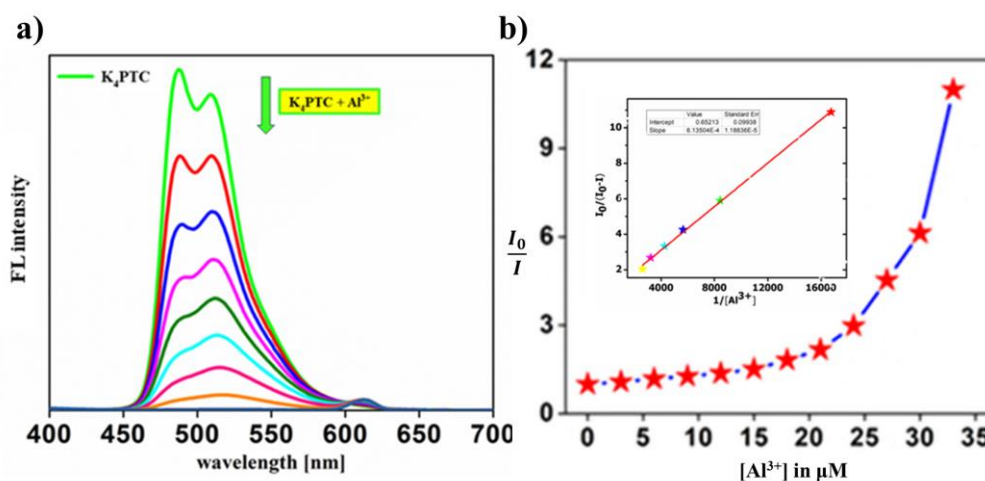 a)
K₄PTC
K₄PTC + Al³⁺
FL intensity
400 450 500 550 600 650 700
wavelength [nm]
b)
12
9
6
3
0
I₀/I
0 5 10 15 20 25 30 35
[Al³⁺] in μM
Value Standard Err
Intercept 0.65213 0.09938
Slope 6.13504E-4 1.18836E-5
10
8
6
4
2
I₀/(I₀-I)
4000 8000 12000 16000
1/[Al³⁺]